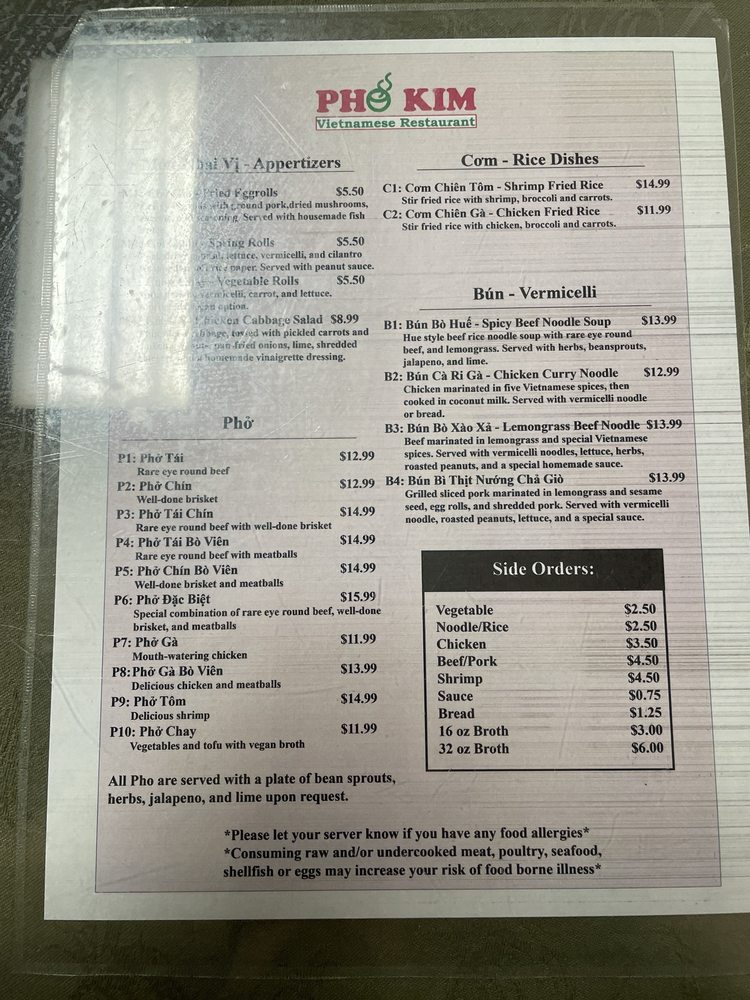 PHỞ KIM
Vietnamese Restaurant
Vị - Appertizers
Fried Eggrolls $5.50
with ground pork,dried mushrooms,
Served with housemade fish
Spring Rolls $5.50
lettuce, vermicelli, and cilantro
rice paper. Served with peanut sauce.
Vegetable Rolls $5.50
vermicelli, carrot, and lettuce.
option.
Chicken Cabbage Salad $8.99
tossed with pickled carrots and
pan-fried onions, lime, shredded
homemade vinaigrette dressing.
Phở
P1: Phở Tái $12.99
Rare eye round beef
P2: Phở Chín $12.99
Well-done brisket
P3: Phở Tái Chín $14.99
Rare eye round beef with well-done brisket
P4: Phở Tái Bò Viên $14.99
Rare eye round beef with meatballs
P5: Phở Chín Bò Viên $14.99
Well-done brisket and meatballs
P6: Phở Đặc Biệt $15.99
Special combination of rare eye round beef, well-done
brisket, and meatballs
P7: Phở Gà $11.99
Mouth-watering chicken
P8:Phở Gà Bò Viên $13.99
Delicious chicken and meatballs
P9: Phở Tôm $14.99
Delicious shrimp
P10: Phở Chay $11.99
Vegetables and tofu with vegan broth
All Pho are served with a plate of bean sprouts,
herbs, jalapeno, and lime upon request.
Cơm - Rice Dishes
C1: Cơm Chiên Tôm - Shrimp Fried Rice $14.99
Stir fried rice with shrimp, broccoli and carrots.
C2: Cơm Chiên Gà - Chicken Fried Rice $11.99
Stir fried rice with chicken, broccoli and carrots.
Bún - Vermicelli
B1: Bún Bò Huế - Spicy Beef Noodle Soup $13.99
Hue style beef rice noodle soup with rare eye round
beef, and lemongrass. Served with herbs, beansprouts,
jalapeno, and lime.
B2: Bún Cà Ri Gà - Chicken Curry Noodle $12.99
Chicken marinated in five Vietnamese spices, then
cooked in coconut milk. Served with vermicelli noodle
or bread.
B3: Bún Bò Xào Xả - Lemongrass Beef Noodle $13.99
Beef marinated in lemongrass and special Vietnamese
spices. Served with vermicelli noodles, lettuce, herbs,
roasted peanuts, and a special homemade sauce.
B4: Bún Bì Thịt Nướng Chả Giò $13.99
Grilled sliced pork marinated in lemongrass and sesame
seed, egg rolls, and shredded pork. Served with vermicelli
noodle, roasted peanuts, lettuce, and a special sauce.
Side Orders:
Vegetable $2.50
Noodle/Rice $2.50
Chicken $3.50
Beef/Pork $4.50
Shrimp $4.50
Sauce $0.75
Bread $1.25
16 oz Broth $3.00
32 oz Broth $6.00
*Please let your server know if you have any food allergies*
*Consuming raw and/or undercooked meat, poultry, seafood,
shellfish or eggs may increase your risk of food borne illness*